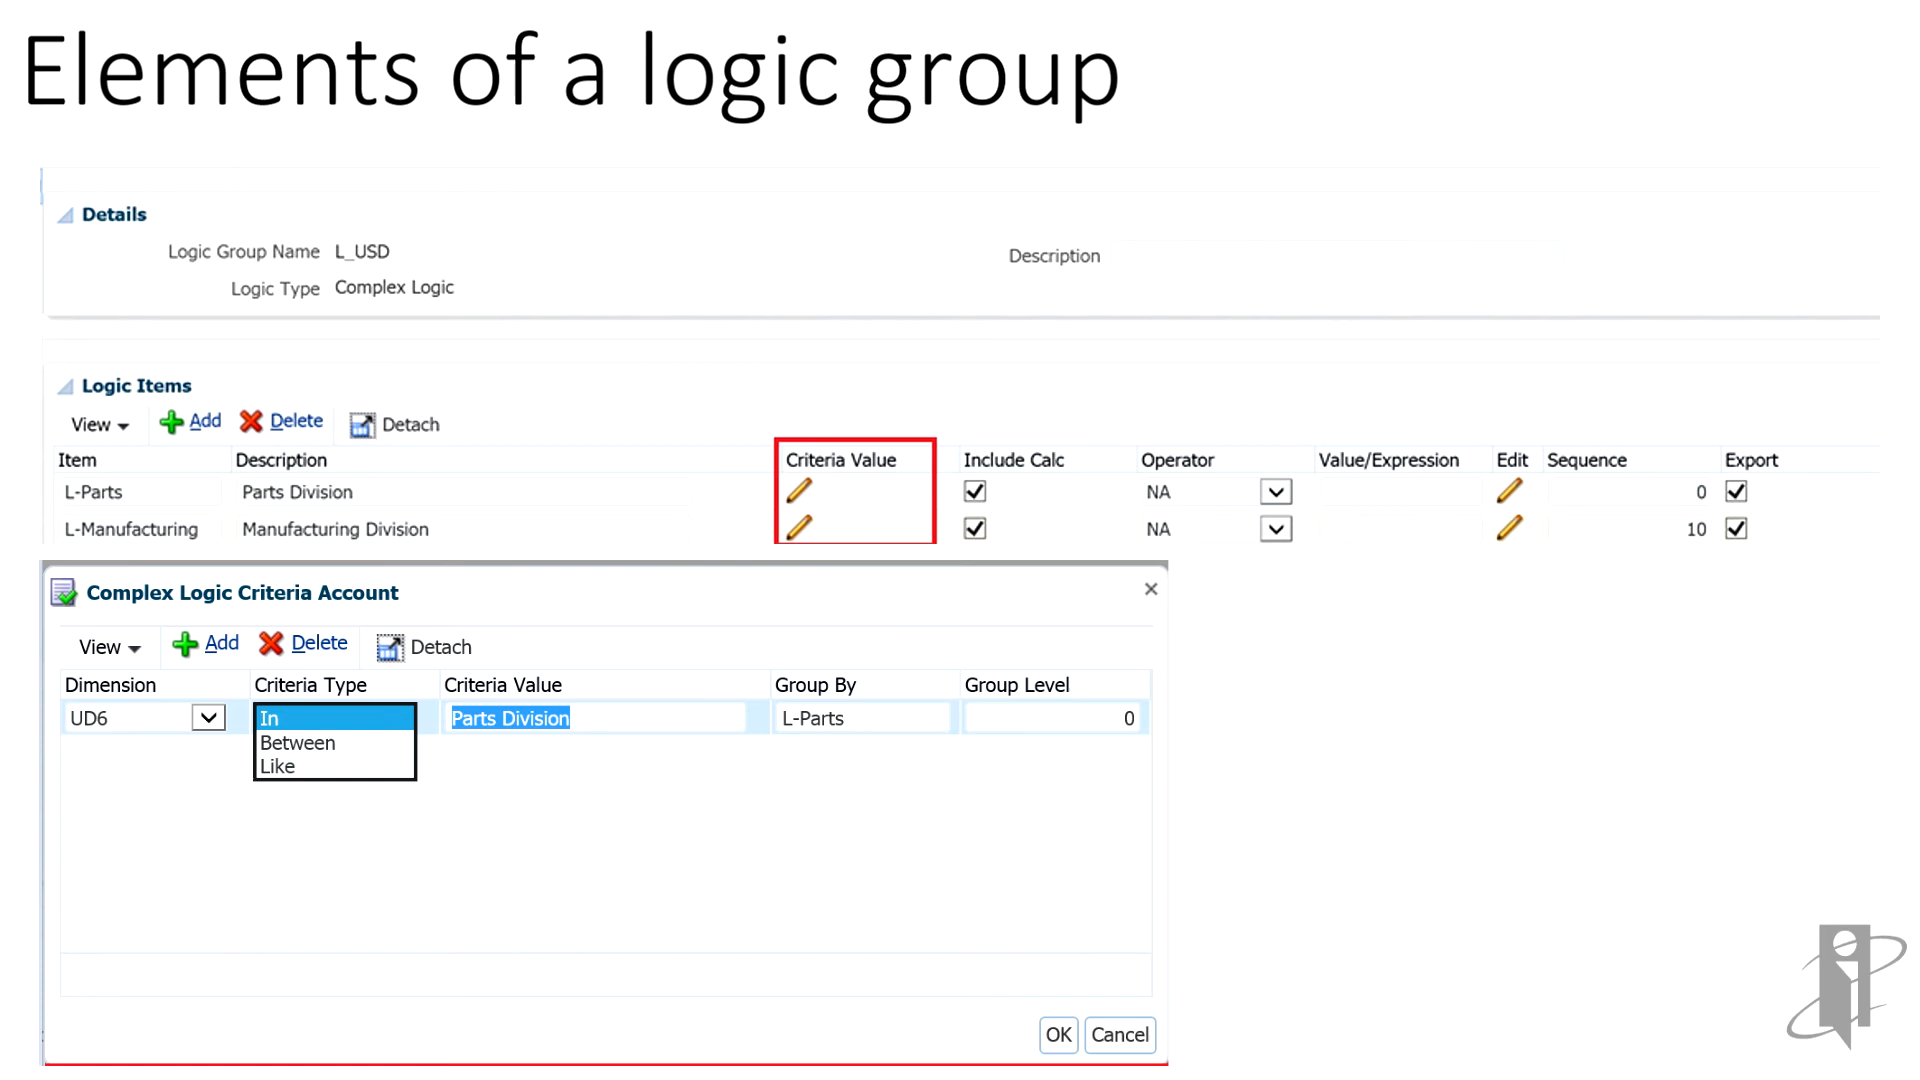 Elements of a logic group
Details
Logic Group Name L_USD Description
Logic Type Complex Logic
Logic Items
View Add Delete Detach
Item Description Criteria Value Include Calc Operator Value/Expression Edit Sequence Export
L-Parts Parts Division NA 0
L-Manufacturing Manufacturing Division NA 10
Complex Logic Criteria Account
View Add Delete Detach
Dimension Criteria Type Criteria Value Group By Group Level
UD6 In Parts Division L-Parts 0
Between
Like
OK Cancel